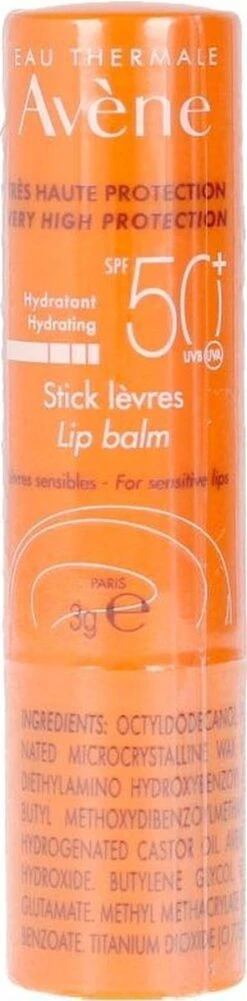 EAU THERMALE
Avène
TRÈS HAUTE PROTECTION
VERY HIGH PROTECTION
SPF 50+
UVB UVA
Hydratant
Hydrating
Stick lèvres
Lip balm
lèvres sensibles - For sensitive lips
PARIS
3g e
INGREDIENTS: OCTYLDODECANOL
NATED MICROCRYSTALLINE WAX
DIETHYLAMINO HYDROXYBENZOY
BUTYL METHOXYDIBENZOYLMETH
HYDROGENATED CASTOR OIL
HYDROXIDE. BUTYLENE GLYCOL
GLUTAMATE. METHYL METHACRYLATE
BENZOATE. TITANIUM DIOXIDE